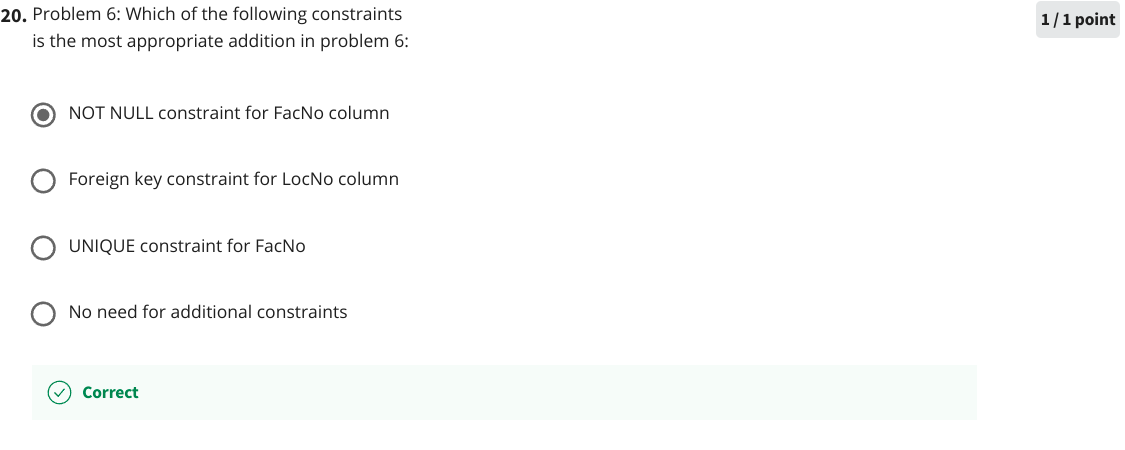 20. Problem 6: Which of the following constraints
is the most appropriate addition in problem 6:
1 / 1 point
NOT NULL constraint for FacNo column
Foreign key constraint for LocNo column
UNIQUE constraint for FacNo
No need for additional constraints
Correct